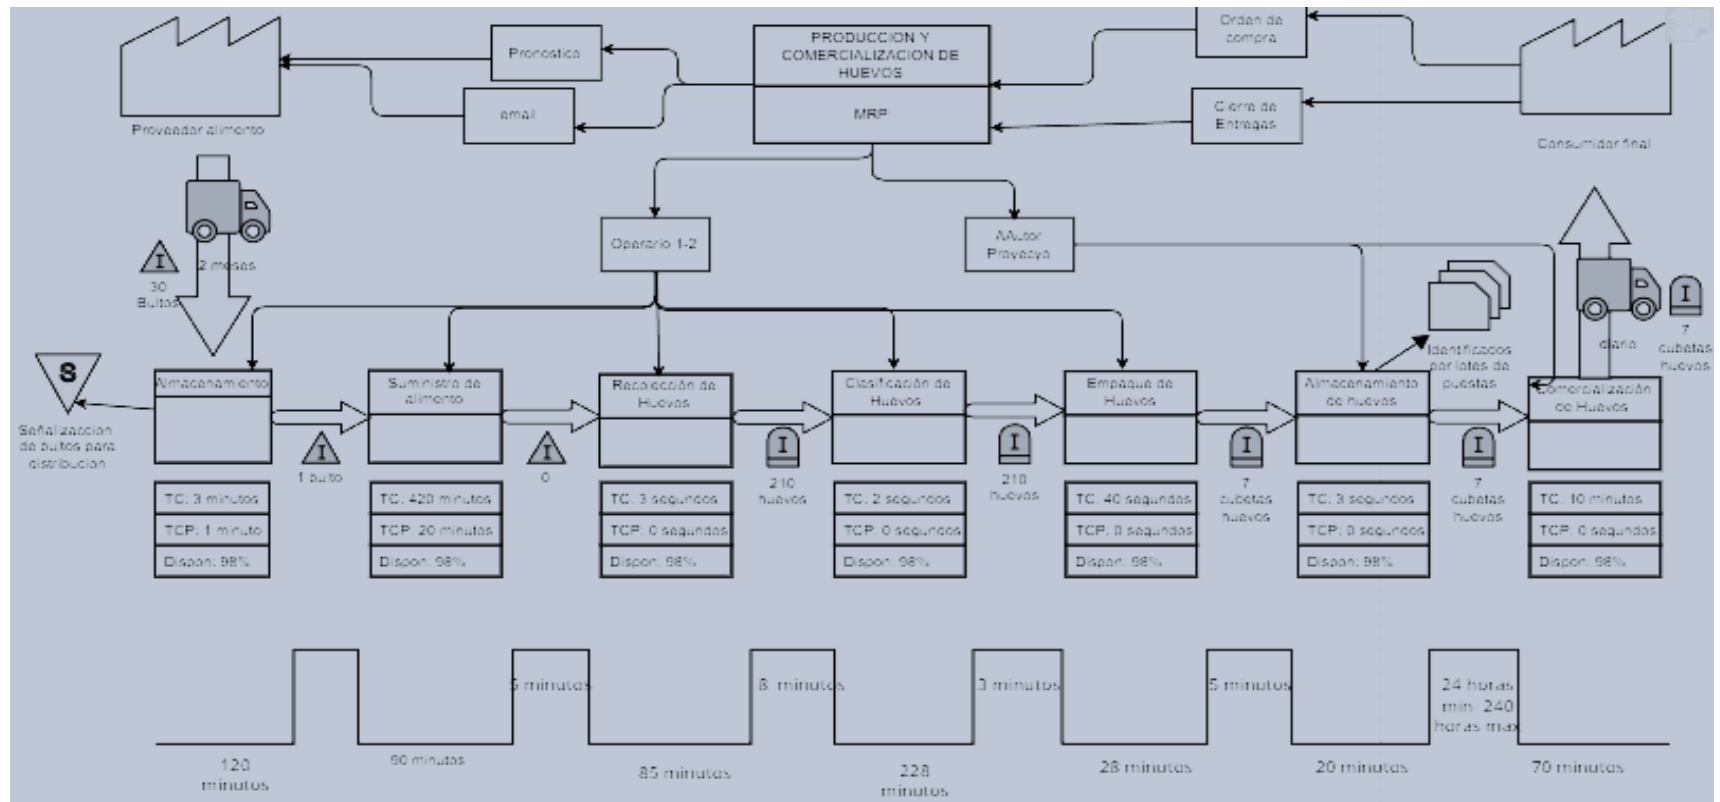 Proveedor alimento
Pronostico
email
PRODUCCION Y
COMERCIALIZACION DE
HUEVOS
MRP
Orden de
compra
Cierre de
Entregas
Consumidor final
Operario 1-2
AAutor
Proyecyo
2 meses
I
30
Bultos
S
Señalizaccion
de bultos para
distribucion
Almacenamiento
I
1 bulto
TC: 3 minutos
TCP: 1 minuto
Dispon: 98%
Suministro de
alimento
I
0
TC: 420 minutos
TCP: 20 minutos
Dispon: 98%
Recolección de
Huevos
I
210
huevos
TC: 3 segundos
TCP: 0 segundos
Dispon: 98%
Clasificación de
Huevos
I
210
huevos
TC: 2 segundos
TCP: 0 segundos
Dispon: 98%
Empaque de
Huevos
I
7
cubetas
huevos
TC: 40 segundos
TCP: 0 segundos
Dispon: 98%
Almacenamiento
de huevos
Identificados
por lotes de
puestas
I
7
cubetas
huevos
TC: 3 segundos
TCP: 0 segundos
Dispon: 98%
diario
I
7
cubetas
huevos
Comercialización
de Huevos
TC: 10 minutos
TCP: 0 segundos
Dispon: 98%
120
minutos
90 minutos
5 minutos
85 minutos
8 minutos
228
minutos
3 minutos
28 minutos
5 minutos
20 minutos
24 horas
min- 240
horas max
70 minutos